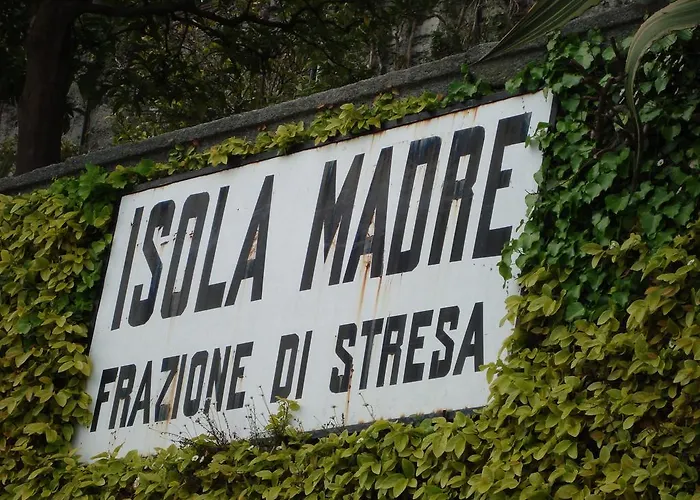 ISOLA MADRE
FRAZIONE DI STRESA